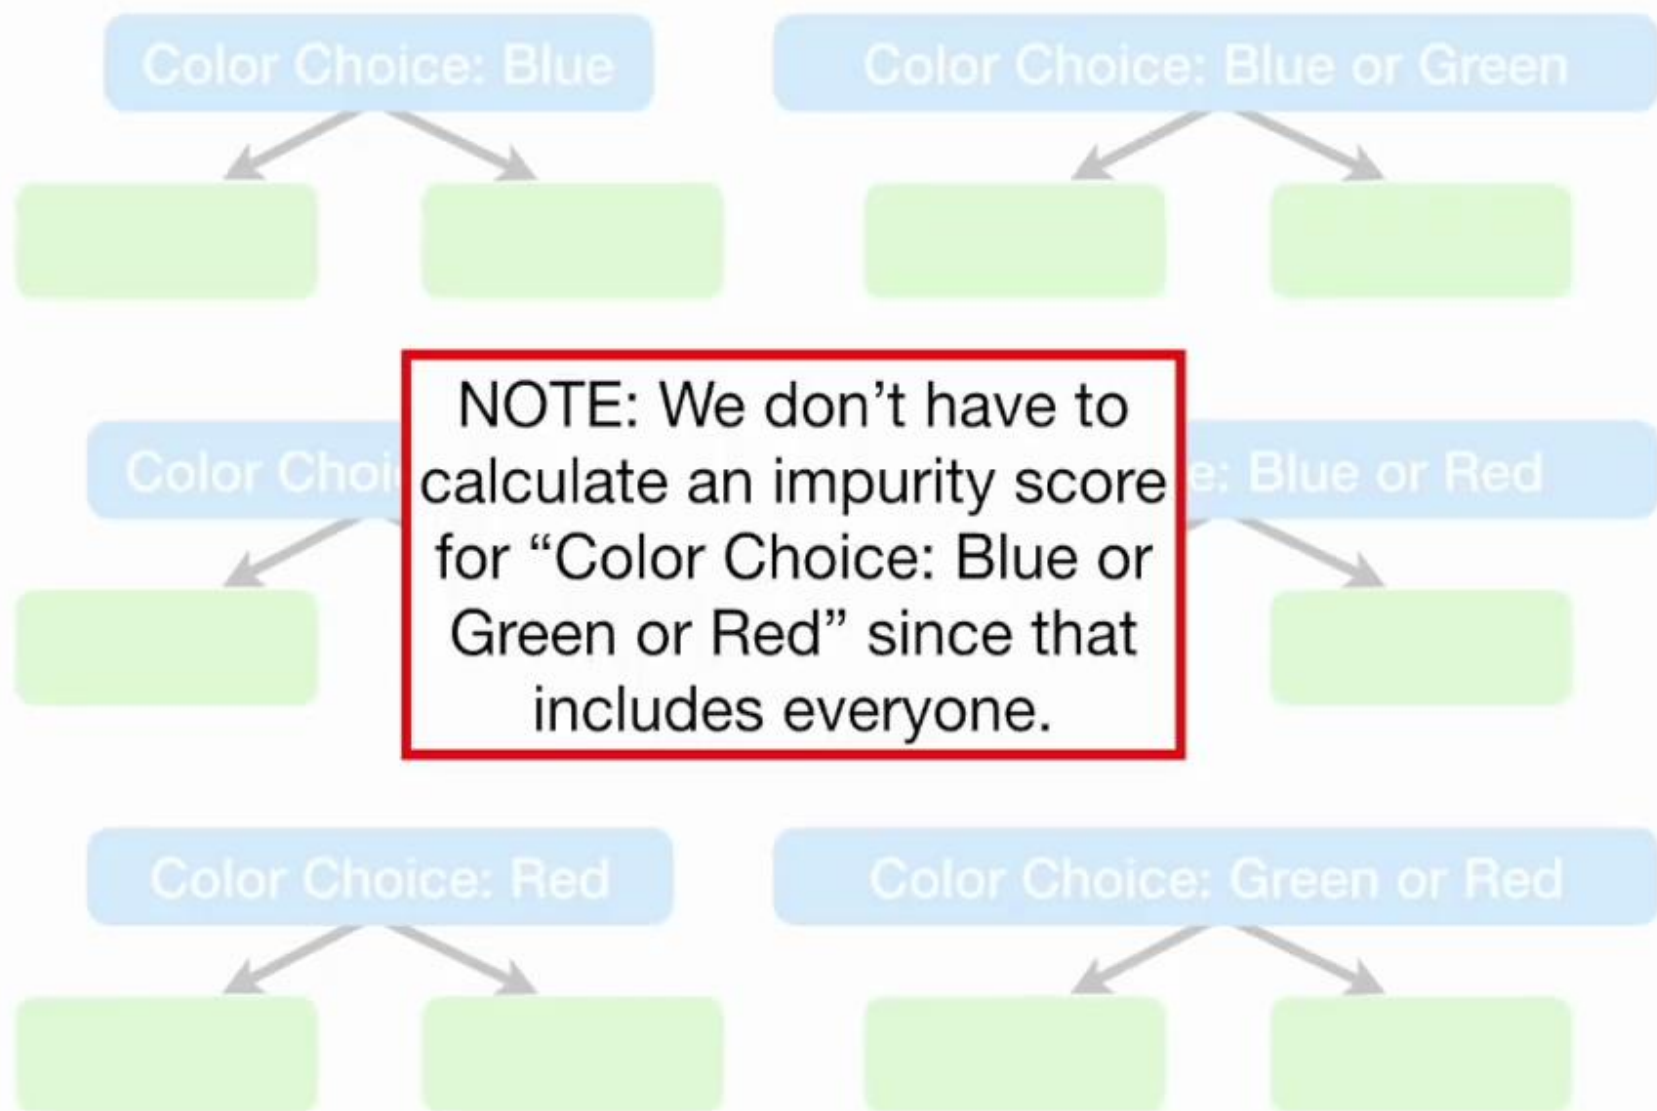 Color Choice: Blue
Color Choice: Blue or Green
NOTE: We don't have to
calculate an impurity score
for “Color Choice: Blue or
Green or Red” since that
includes everyone.
Color Choi
e: Blue or Red
Color Choice: Red
Color Choice: Green or Red